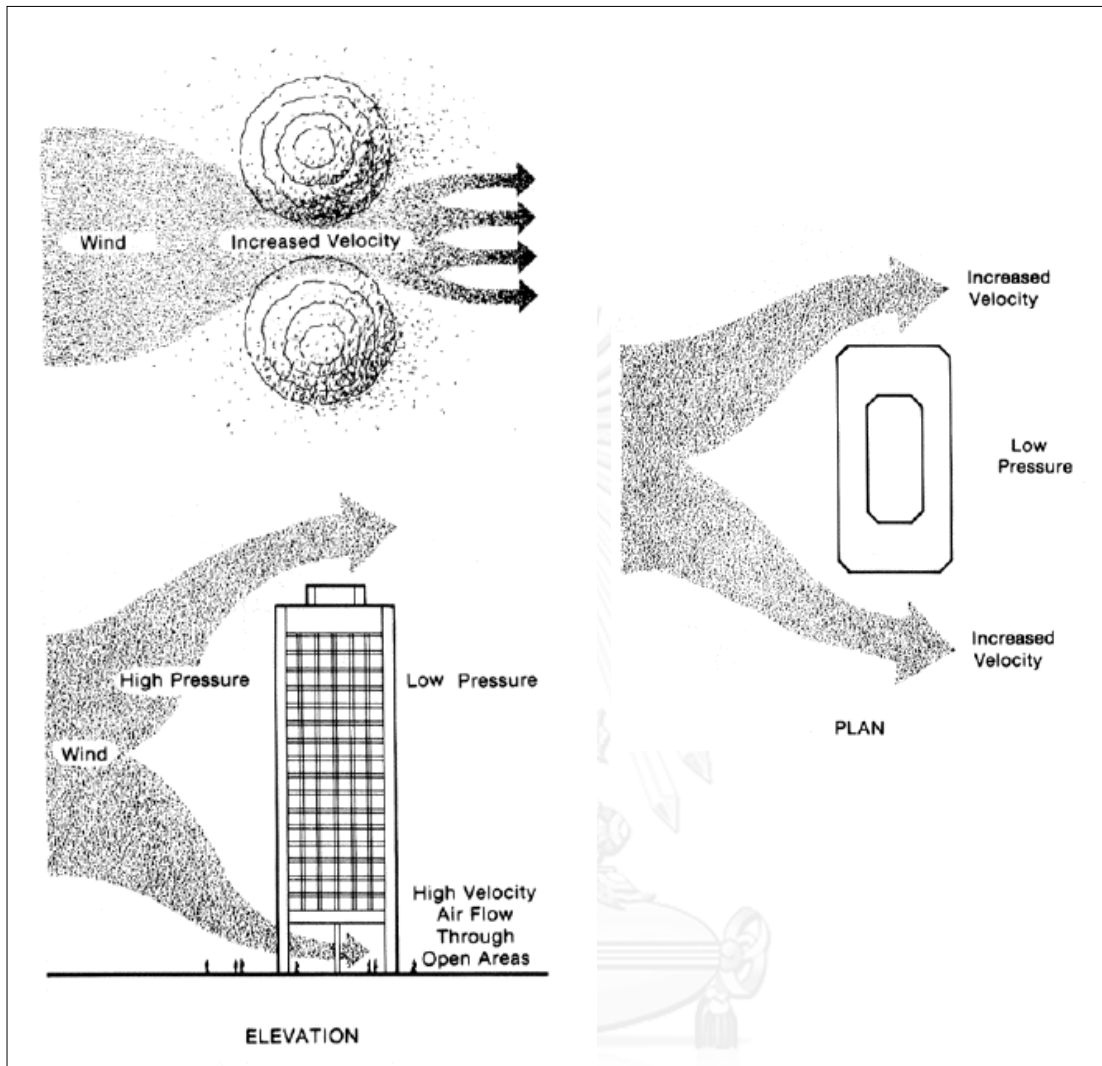 Wind
Increased Velocity
High Pressure
Low Pressure
Wind
High Velocity
Air Flow
Through
Open Areas
ELEVATION
Increased
Velocity
Low
Pressure
Increased
Velocity
PLAN